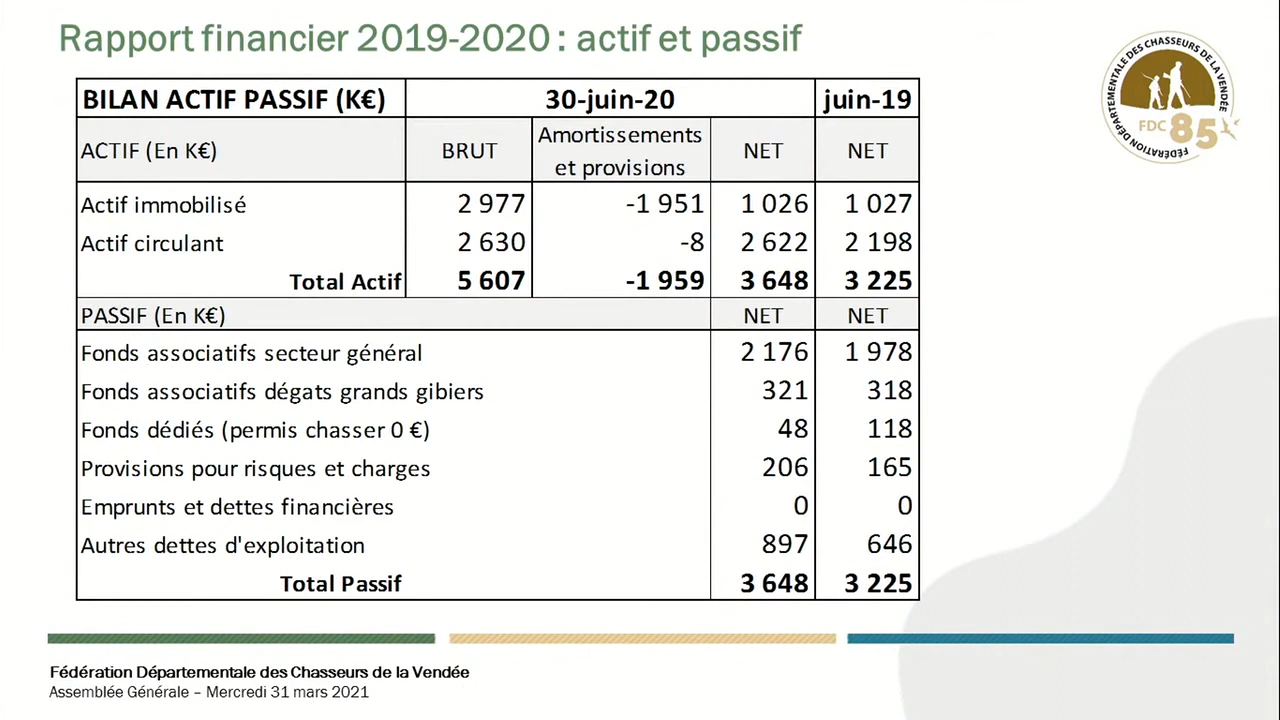 Rapport financier 2019-2020 : actif et passif
FÉDÉRATION DÉPARTEMENTALE DES CHASSEURS DE LA VENDÉE
FDC 85
BILAN ACTIF PASSIF (K€) 30-juin-20 juin-19
ACTIF (En K€) BRUT Amortissements et provisions NET NET
Actif immobilisé 2 977 -1 951 1 026 1 027
Actif circulant 2 630 -8 2 622 2 198
Total Actif 5 607 -1 959 3 648 3 225
PASSIF (En K€) NET NET
Fonds associatifs secteur général 2 176 1 978
Fonds associatifs dégats grands gibiers 321 318
Fonds dédiés (permis chasser 0 €) 48 118
Provisions pour risques et charges 206 165
Emprunts et dettes financières 0 0
Autres dettes d'exploitation 897 646
Total Passif 3 648 3 225
Fédération Départementale des Chasseurs de la Vendée
Assemblée Générale – Mercredi 31 mars 2021